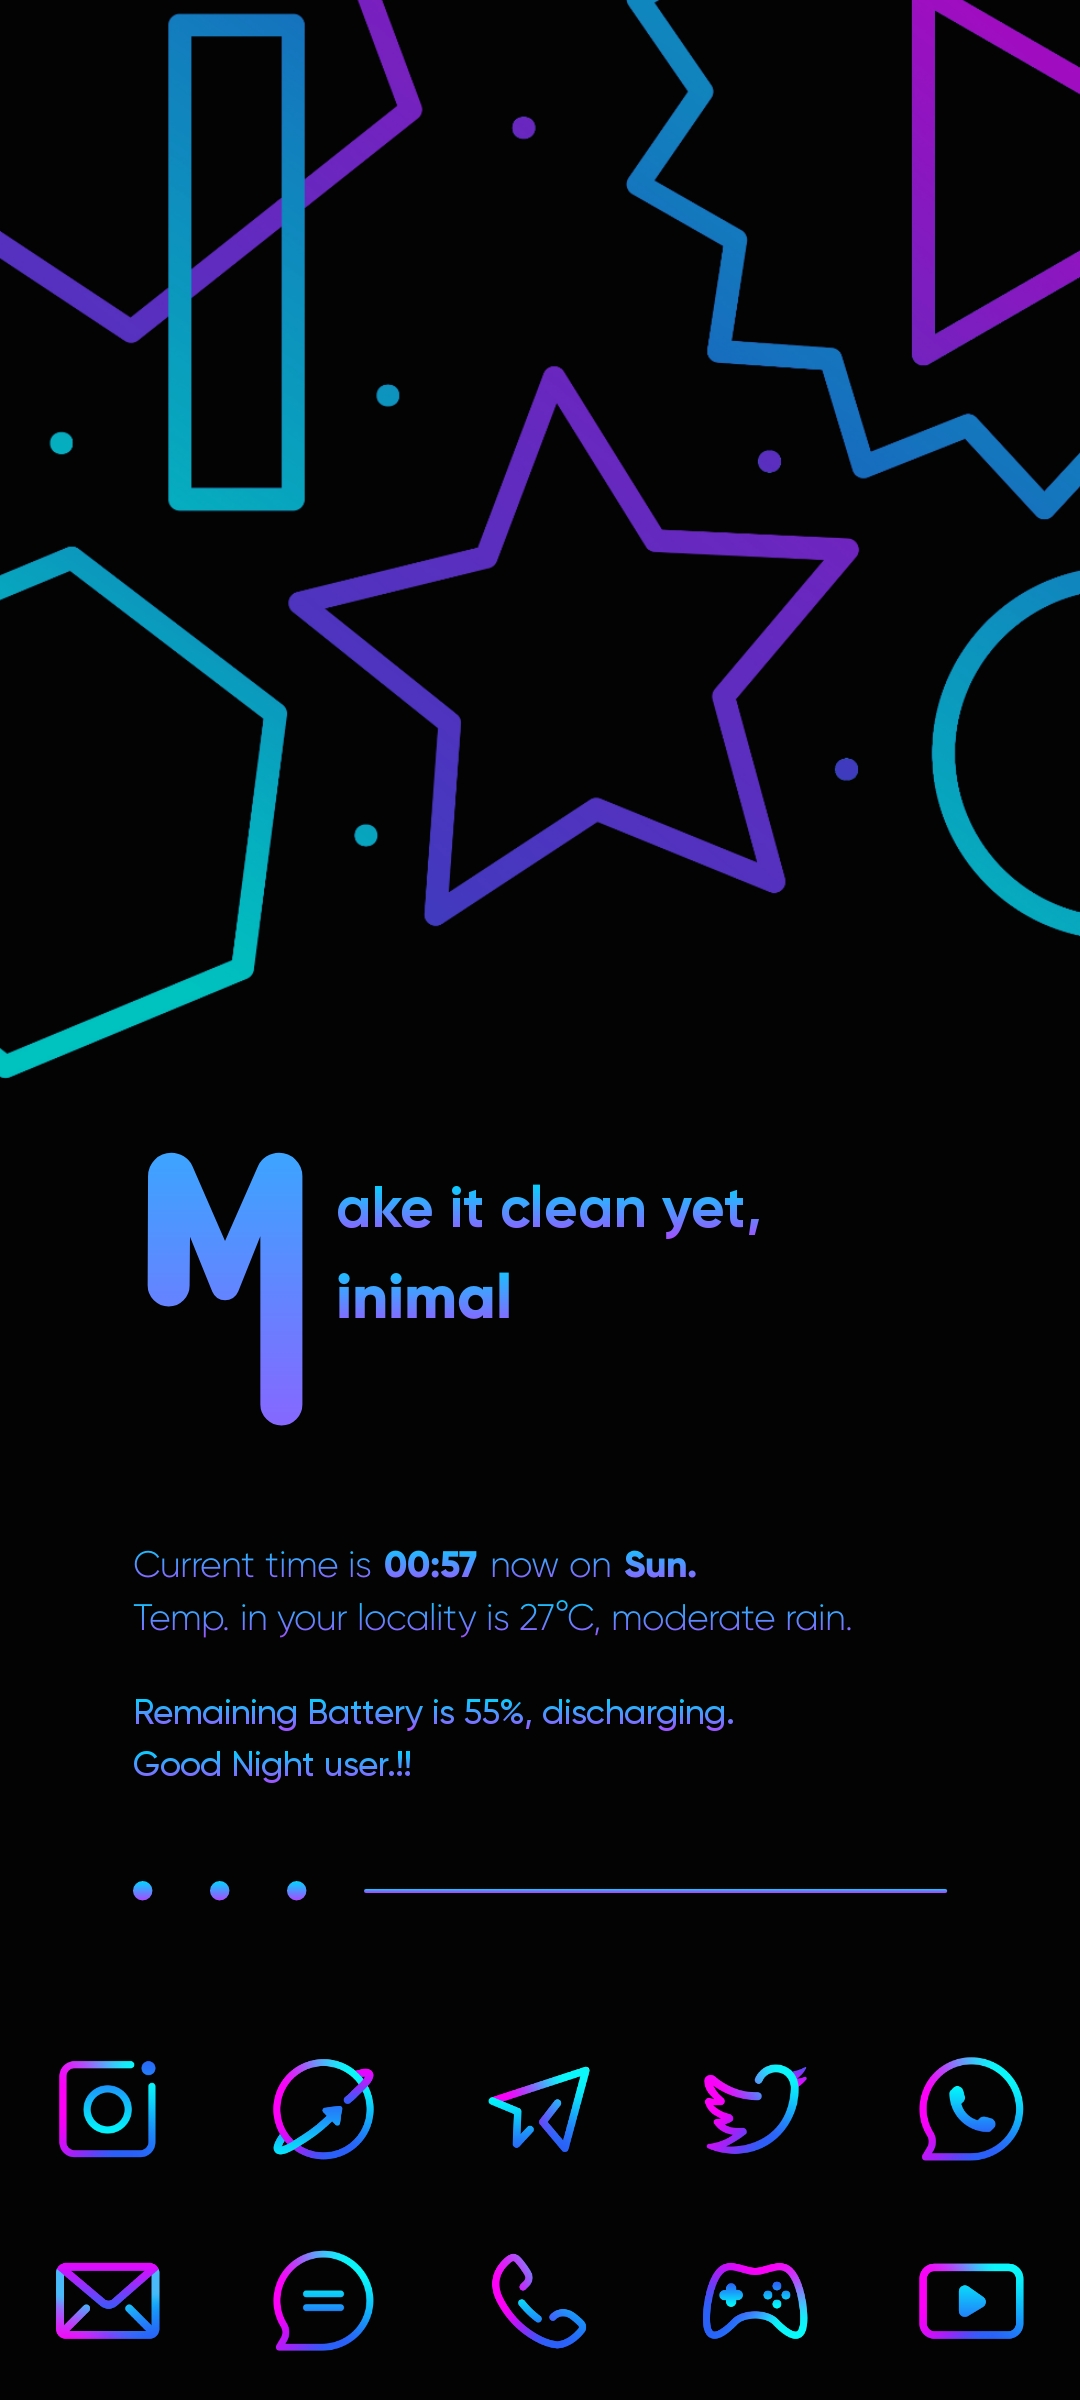 Make it clean yet,
inimal
Current time is 00:57 now on Sun.
Temp. in your locality is 27°C, moderate rain.
Remaining Battery is 55%, discharging.
Good Night user.!!